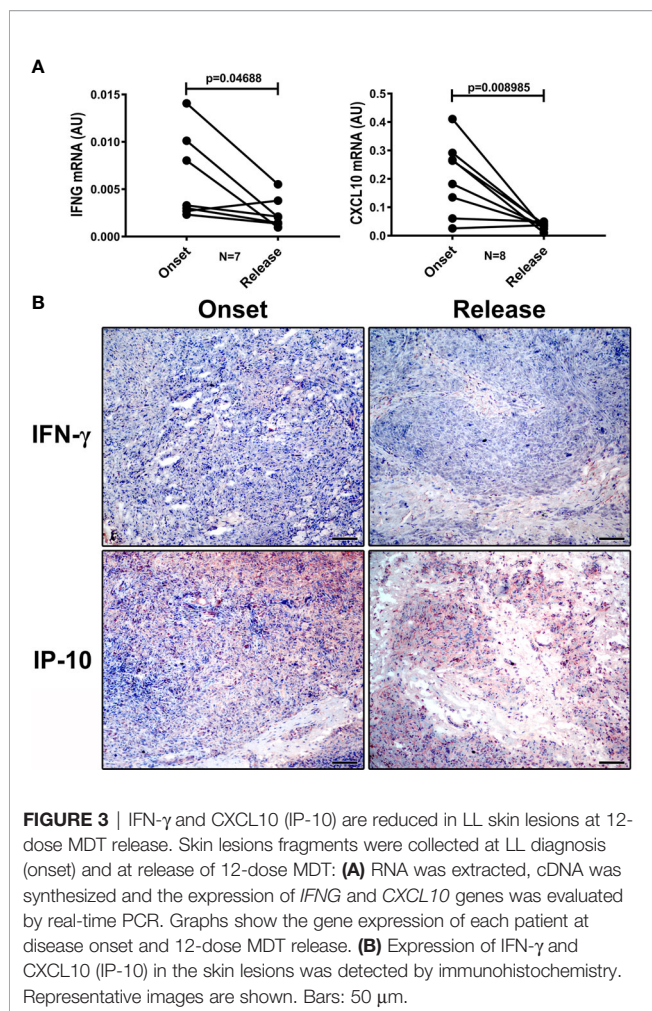 A
p=0.04688
IFNG mRNA (AU)
0.015
0.010
0.005
0.000
Onset
N=7
Release
p=0.008985
CXCL10 mRNA (AU)
0.5
0.4
0.3
0.2
0.1
0.0
Onset
N=8
Release
B
Onset
Release
IFN-γ
IP-10
FIGURE 3 | IFN-γ and CXCL10 (IP-10) are reduced in LL skin lesions at 12-
dose MDT release. Skin lesions fragments were collected at LL diagnosis
(onset) and at release of 12-dose MDT: (A) RNA was extracted, cDNA was
synthesized and the expression of IFNG and CXCL10 genes was evaluated
by real-time PCR. Graphs show the gene expression of each patient at
disease onset and 12-dose MDT release. (B) Expression of IFN-γ and
CXCL10 (IP-10) in the skin lesions was detected by immunohistochemistry.
Representative images are shown. Bars: 50 μm.